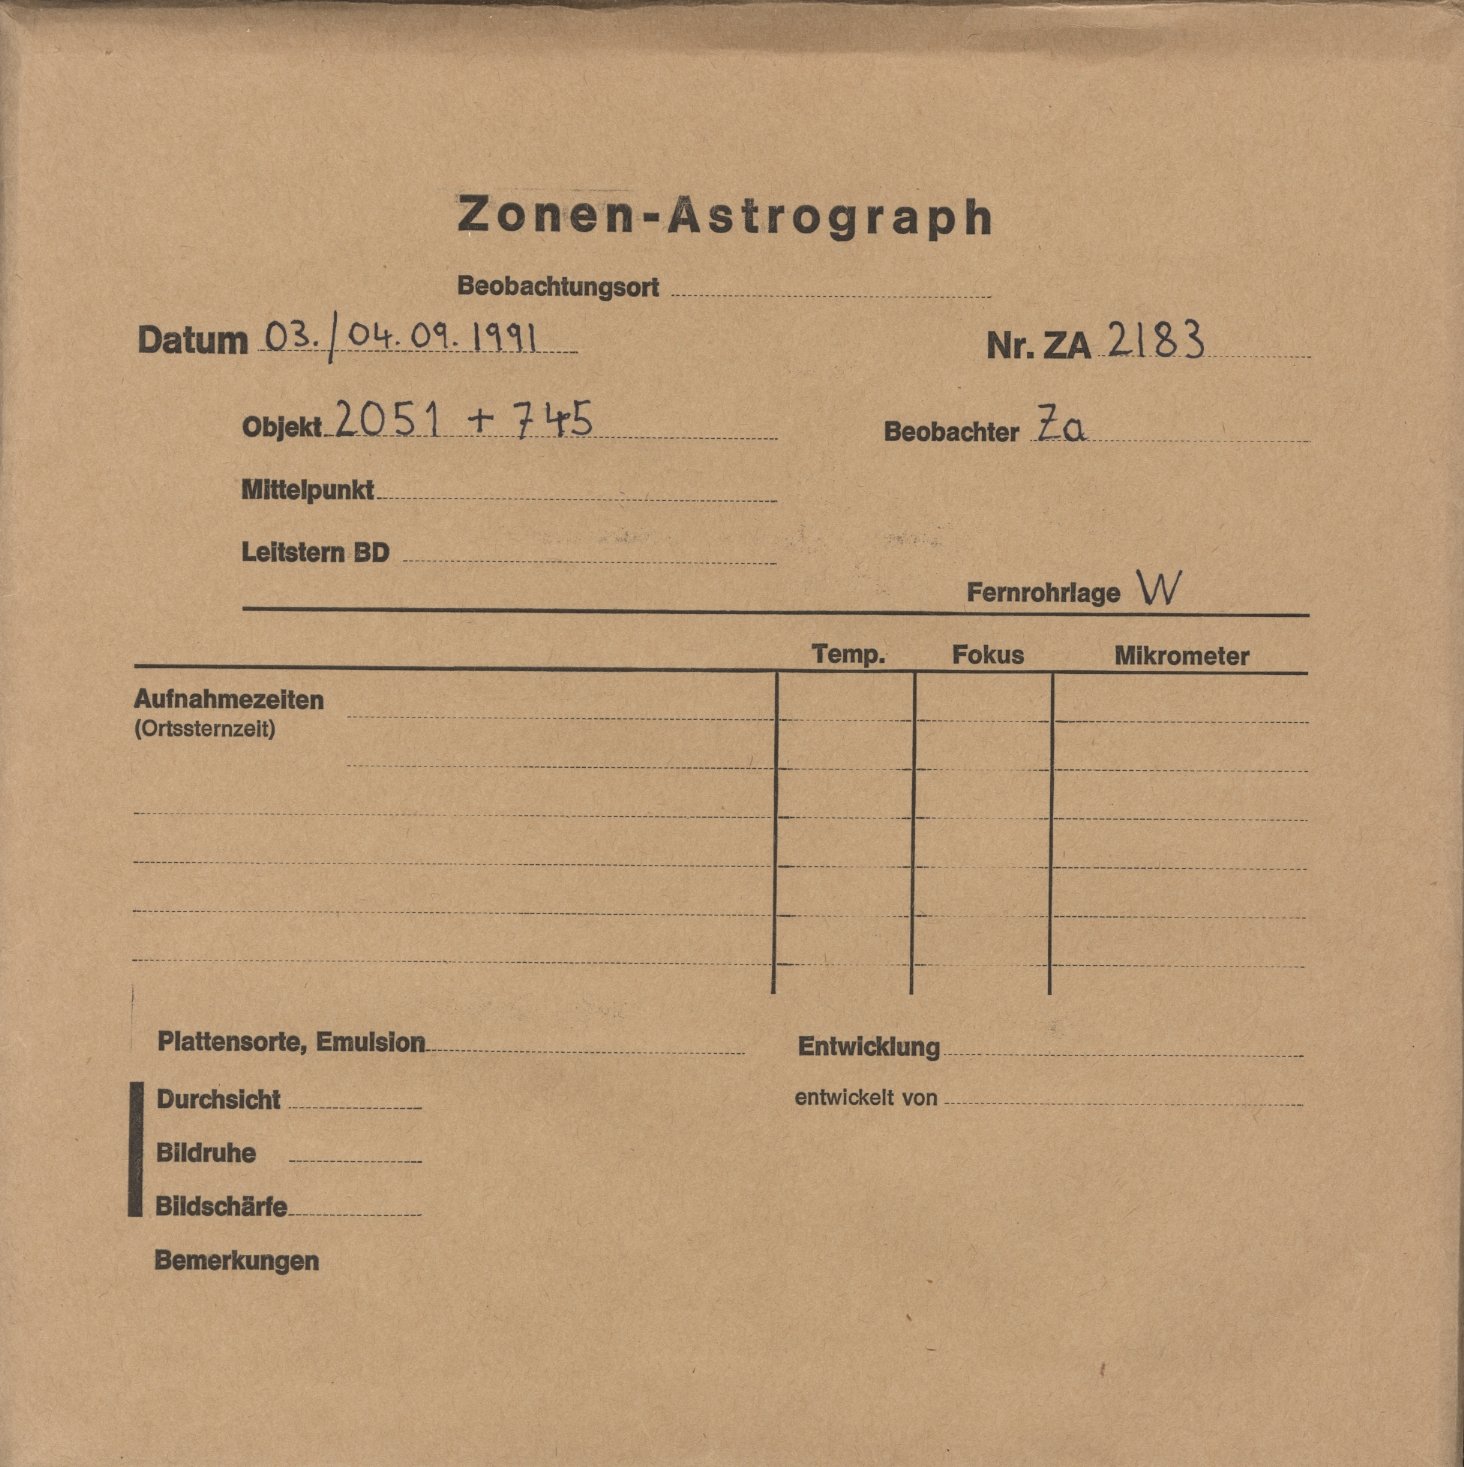 Zonen-Astrograph
Beobachtungsort
Datum 03./04.09.1991 Nr. ZA 2183
Objekt 2051 + 745 Beobachter Za
Mittelpunkt
Leitstern BD
Fernrohrlage W
Temp. Fokus Mikrometer
Aufnahmezeiten
(Ortssternzeit)
Plattensorte, Emulsion Entwicklung
Durchsicht entwickelt von
Bildruhe
Bildschärfe
Bemerkungen